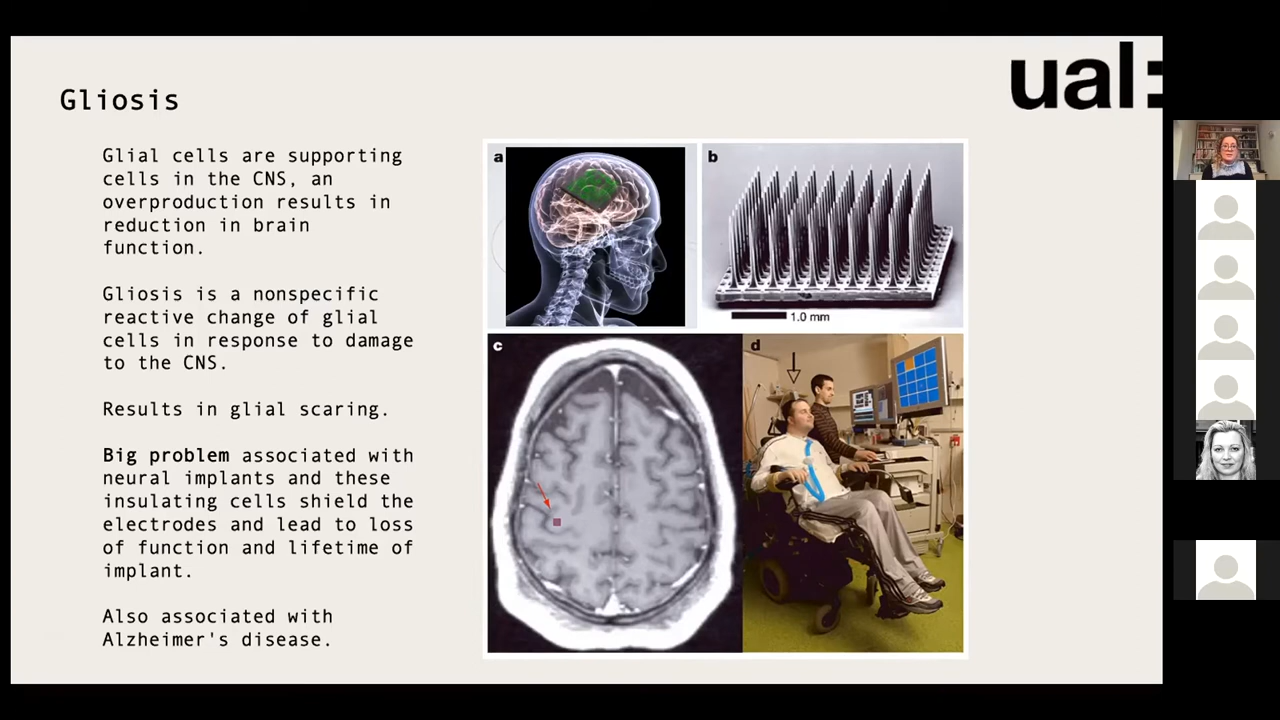 ual:
Gliosis
Glial cells are supporting
cells in the CNS, an
overproduction results in
reduction in brain
function.
Gliosis is a nonspecific
reactive change of glial
cells in response to damage
to the CNS.
Results in glial scaring.
Big problem associated with
neural implants and these
insulating cells shield the
electrodes and lead to loss
of function and lifetime of
implant.
Also associated with
Alzheimer's disease.
a
b
1.0 mm
c
d